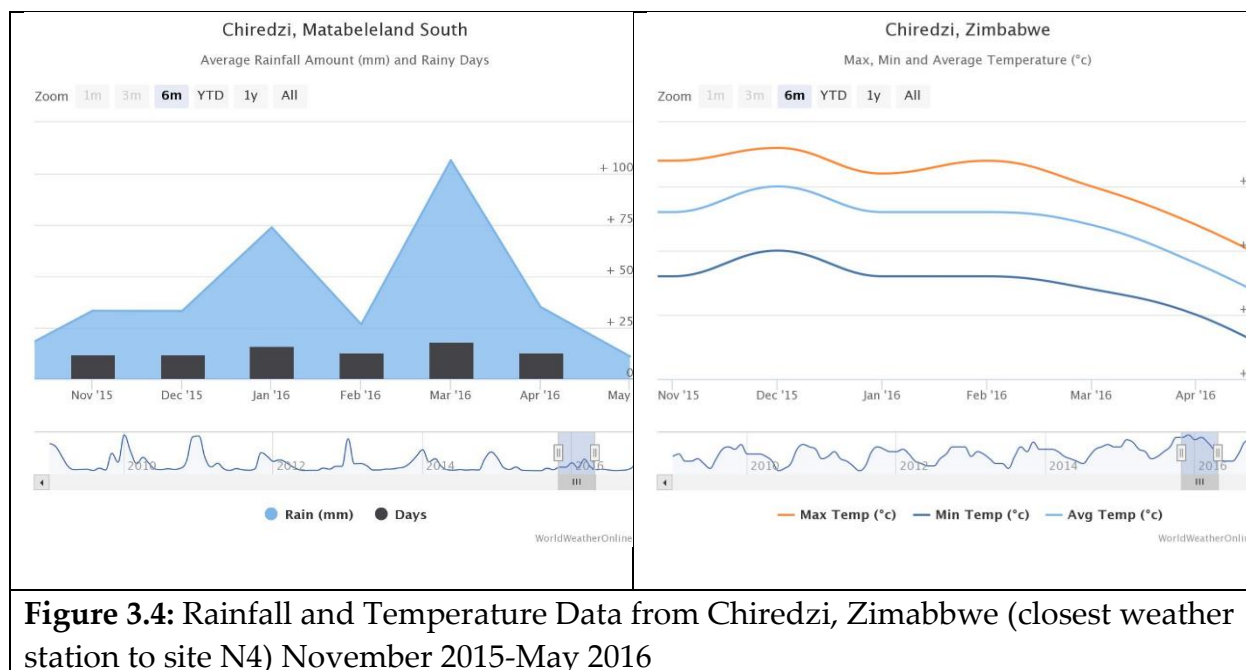 Chiredzi, Matabeleland South
Average Rainfall Amount (mm) and Rainy Days
Zoom 1m 3m 6m YTD 1y All
+ 100
+ 75
+ 50
+ 25
0
Nov '15 Dec '15 Jan '16 Feb '16 Mar '16 Apr '16 May
2010 2012 2014 2016
Rain (mm) Days
WorldWeatherOnline
Chiredzi, Zimbabwe
Max, Min and Average Temperature (°c)
Zoom 1m 3m 6m YTD 1y All
+
+
+
+
Nov '15 Dec '15 Jan '16 Feb '16 Mar '16 Apr '16
2010 2012 2014 2016
Max Temp (°c) Min Temp (°c) Avg Temp (°c)
WorldWeatherOnli
Figure 3.4: Rainfall and Temperature Data from Chiredzi, Zimabbwe (closest weather
station to site N4) November 2015-May 2016